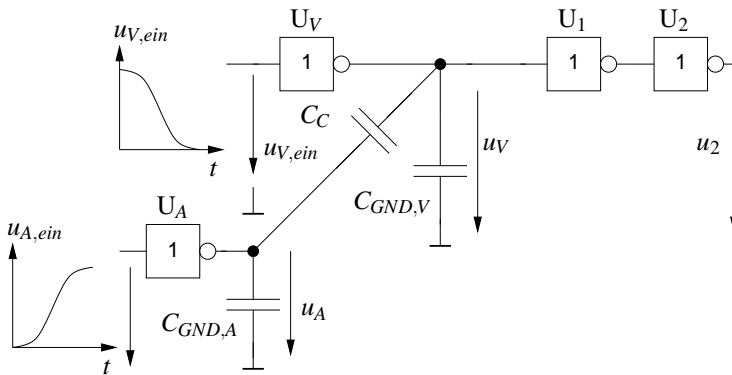 u_{V,ein}
t
U_V
1
U_1
1
U_2
1
C_C
u_{V,ein}
C_{GND,V}
u_V
u_2
u_{A,ein}
t
U_A
1
C_{GND,A}
u_A